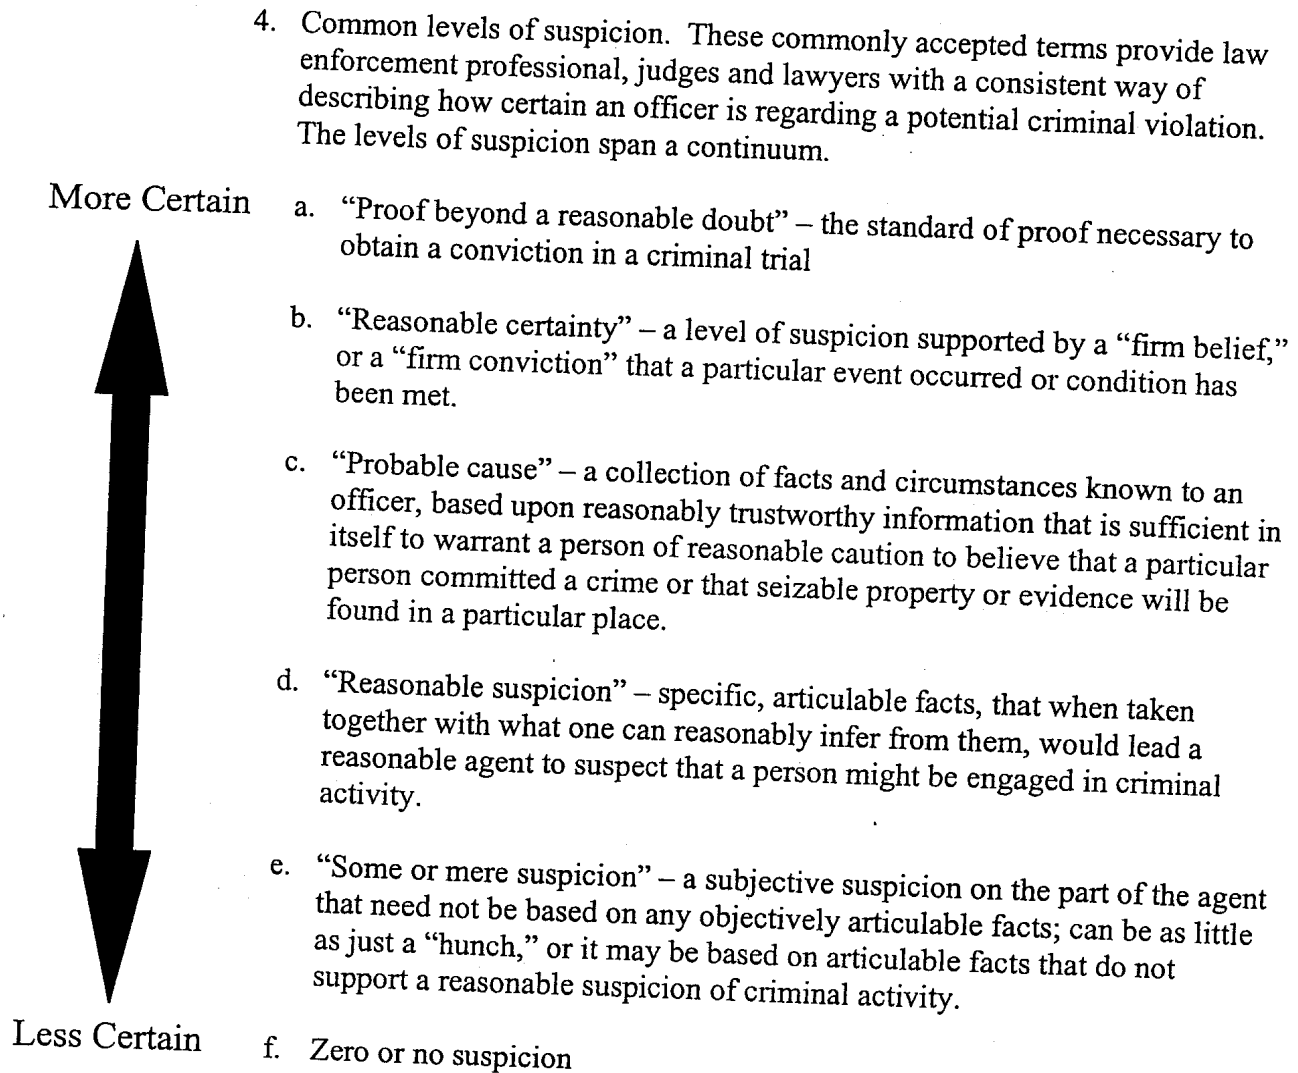 4. Common levels of suspicion. These commonly accepted terms provide law
enforcement professional, judges and lawyers with a consistent way of
describing how certain an officer is regarding a potential criminal violation.
The levels of suspicion span a continuum.
More Certain
a. “Proof beyond a reasonable doubt” – the standard of proof necessary to
obtain a conviction in a criminal trial
b. “Reasonable certainty” – a level of suspicion supported by a “firm belief,”
or a “firm conviction” that a particular event occurred or condition has
been met.
c. “Probable cause” – a collection of facts and circumstances known to an
officer, based upon reasonably trustworthy information that is sufficient in
itself to warrant a person of reasonable caution to believe that a particular
person committed a crime or that seizable property or evidence will be
found in a particular place.
d. “Reasonable suspicion” – specific, articulable facts, that when taken
together with what one can reasonably infer from them, would lead a
reasonable agent to suspect that a person might be engaged in criminal
activity.
e. “Some or mere suspicion” – a subjective suspicion on the part of the agent
that need not be based on any objectively articulable facts; can be as little
as just a “hunch,” or it may be based on articulable facts that do not
support a reasonable suspicion of criminal activity.
Less Certain
f. Zero or no suspicion